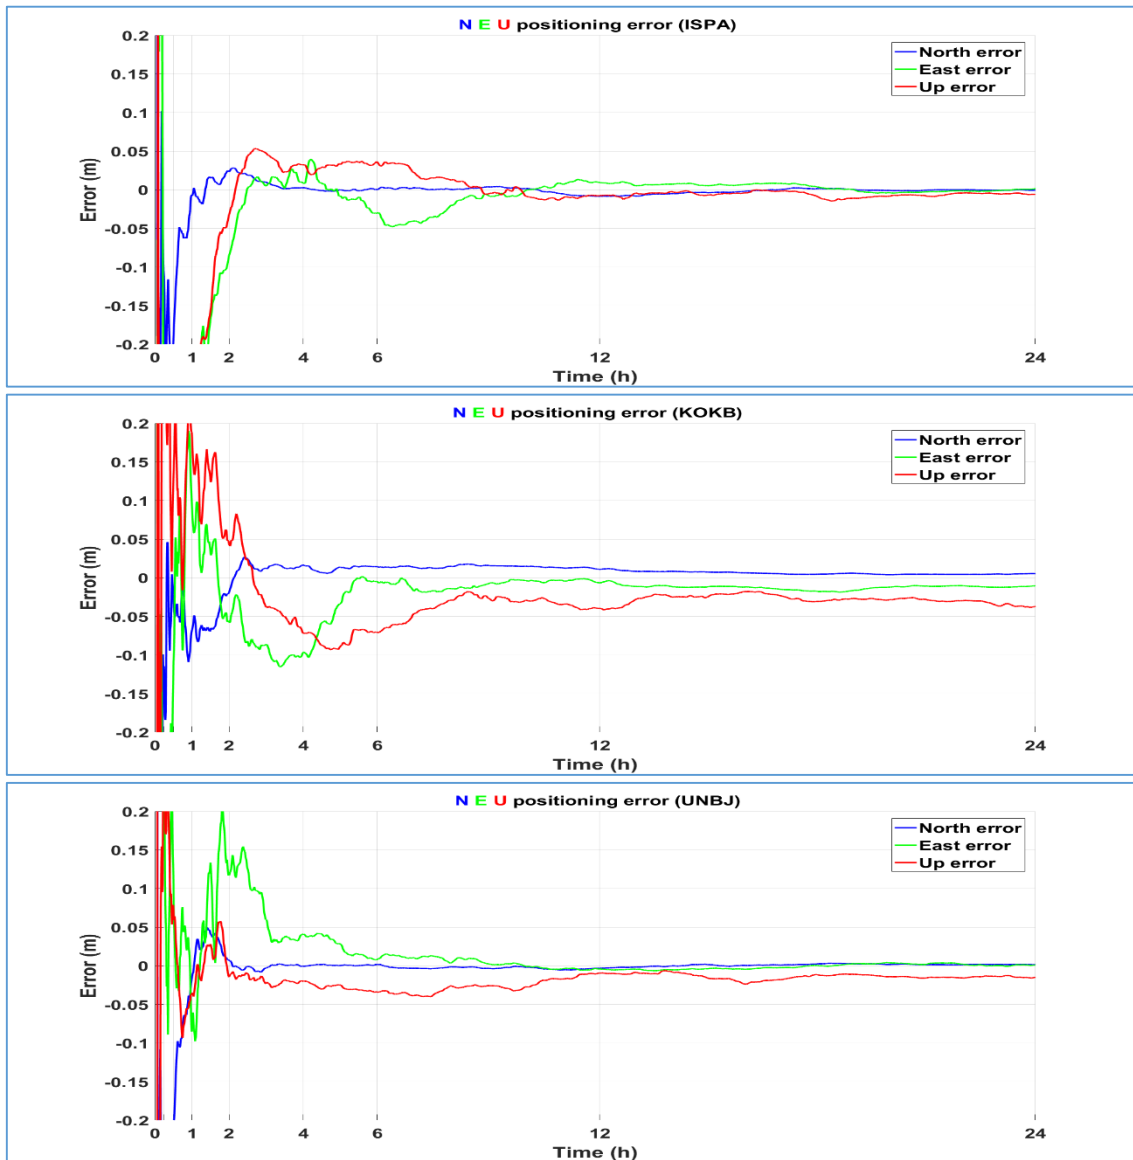 N E U positioning error (ISPA)
0.2
0.15
0.1
0.05
0
-0.05
-0.1
-0.15
-0.2
Error (m)
North error
East error
Up error
0 1 2 4 6 12 24
Time (h)
N E U positioning error (KOKB)
0.2
0.15
0.1
0.05
0
-0.05
-0.1
-0.15
-0.2
Error (m)
North error
East error
Up error
0 1 2 4 6 12 24
Time (h)
N E U positioning error (UNBJ)
0.2
0.15
0.1
0.05
0
-0.05
-0.1
-0.15
-0.2
Error (m)
North error
East error
Up error
0 1 2 4 6 12 24
Time (h)